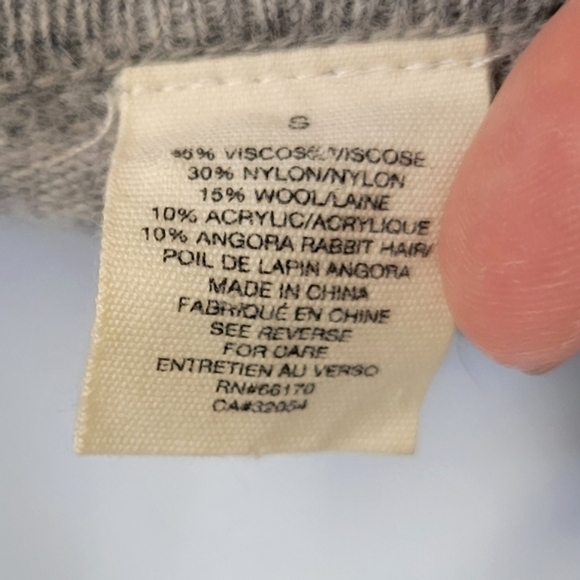 S
VISCOSE/VISCOSE
30% NYLON/NYLON
15% WOOL/LAINE
10% ACRYLIC/ACRYLIQUE
10% ANGORA RABBIT HAIR/
POIL DE LAPIN ANGORA
MADE IN CHINA
FABRIQUÉ EN CHINE
SEE REVERSE
FOR CARE
ENTRETIEN AU VERSO
RN#66170
CA#32054